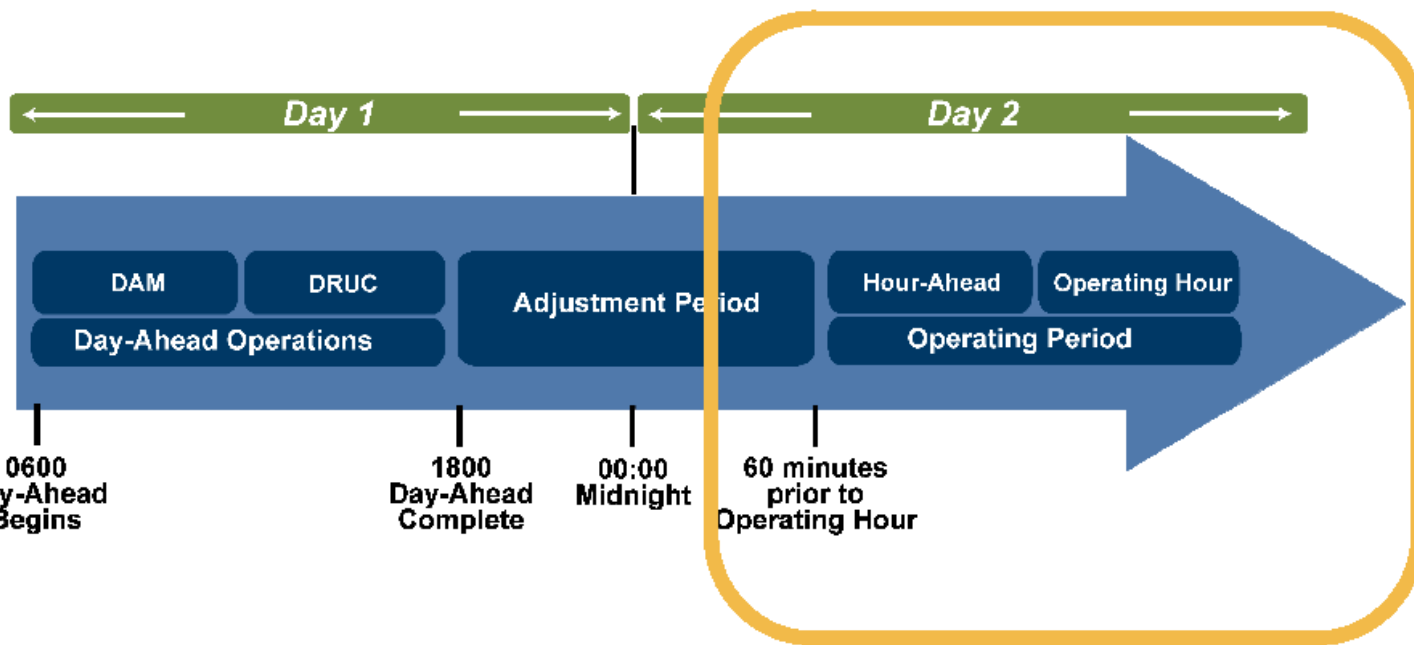 Day 1
Day 2
DAM
DRUC
Day-Ahead Operations
Adjustment Period
Hour-Ahead
Operating Hour
Operating Period
0600
y-Ahead
Begins
1800
Day-Ahead
Complete
00:00
Midnight
60 minutes
prior to
Operating Hour